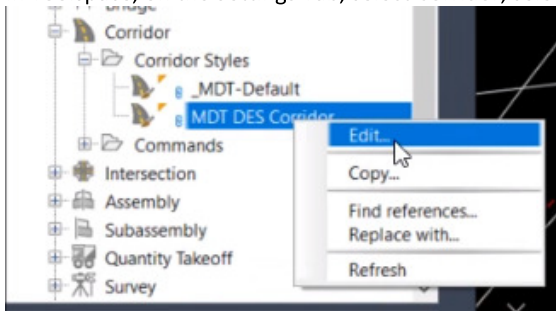 Bridge
Corridor
Corridor Styles
_MDT-Default
MDT DES Corridor
Edit...
Commands
Copy...
Intersection
Assembly
Find references...
Subassembly
Replace with...
Quantity Takeoff
Refresh
Survey